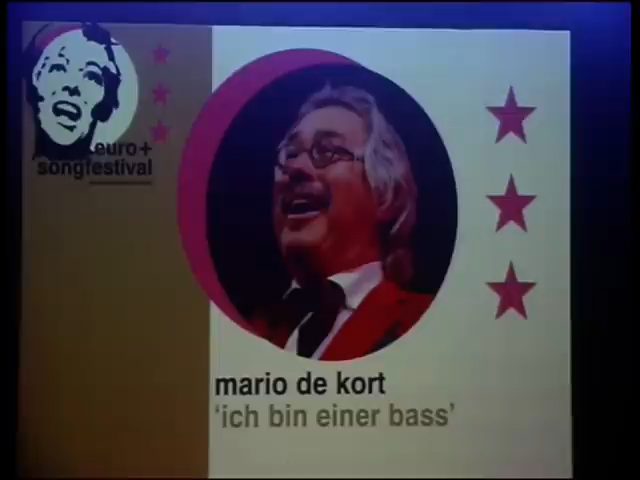 euro+
songfestival
mario de kort
'ich bin einer bass'